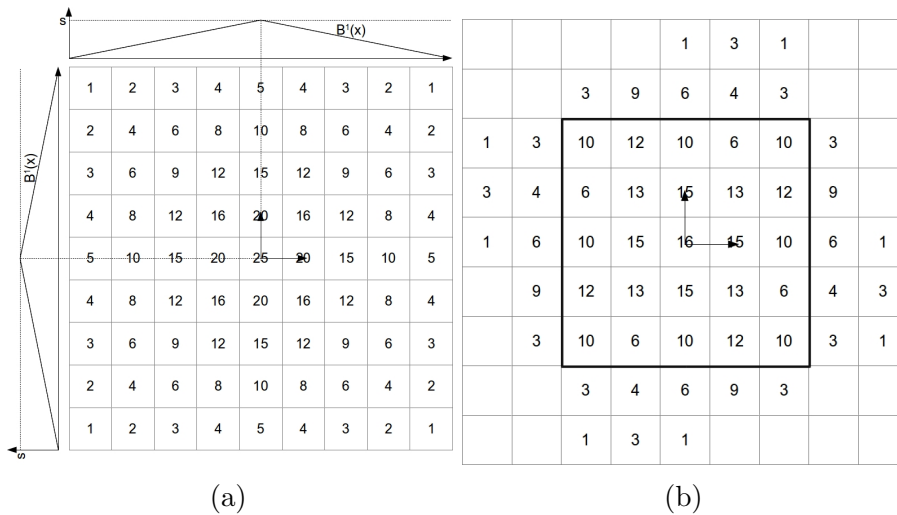 s
B¹(x)
B¹(x)
s
1 2 3 4 5 4 3 2 1
2 4 6 8 10 8 6 4 2
3 6 9 12 15 12 9 6 3
4 8 12 16 20 16 12 8 4
5 10 15 20 25 20 15 10 5
4 8 12 16 20 16 12 8 4
3 6 9 12 15 12 9 6 3
2 4 6 8 10 8 6 4 2
1 2 3 4 5 4 3 2 1
(a)
1 3 1
3 9 6 4 3
1 3 10 12 10 6 10 3
3 4 6 13 15 13 12 9
1 6 10 15 16 15 10 6 1
9 12 13 15 13 6 4 3
3 10 6 10 12 10 3 1
3 4 6 9 3
1 3 1
(b)